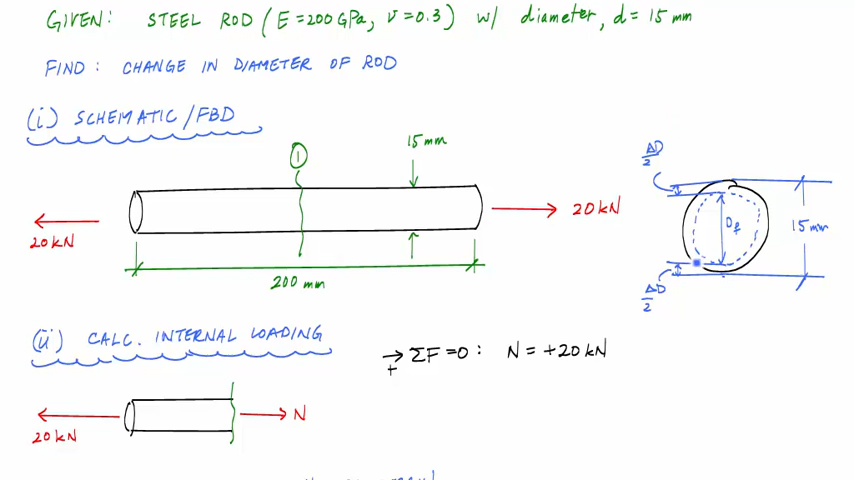 GIVEN: STEEL ROD (E = 200 GPa, ν = 0.3) w/ diameter, d = 15 mm
FIND: CHANGE IN DIAMETER OF ROD
(i) SCHEMATIC/FBD
1
15 mm
20 kN
20 kN
200 mm
ΔD/2
D_f
15 mm
ΔD/2
(ii) CALC. INTERNAL LOADING
→+ ΣF = 0: N = +20 kN
20 kN
N